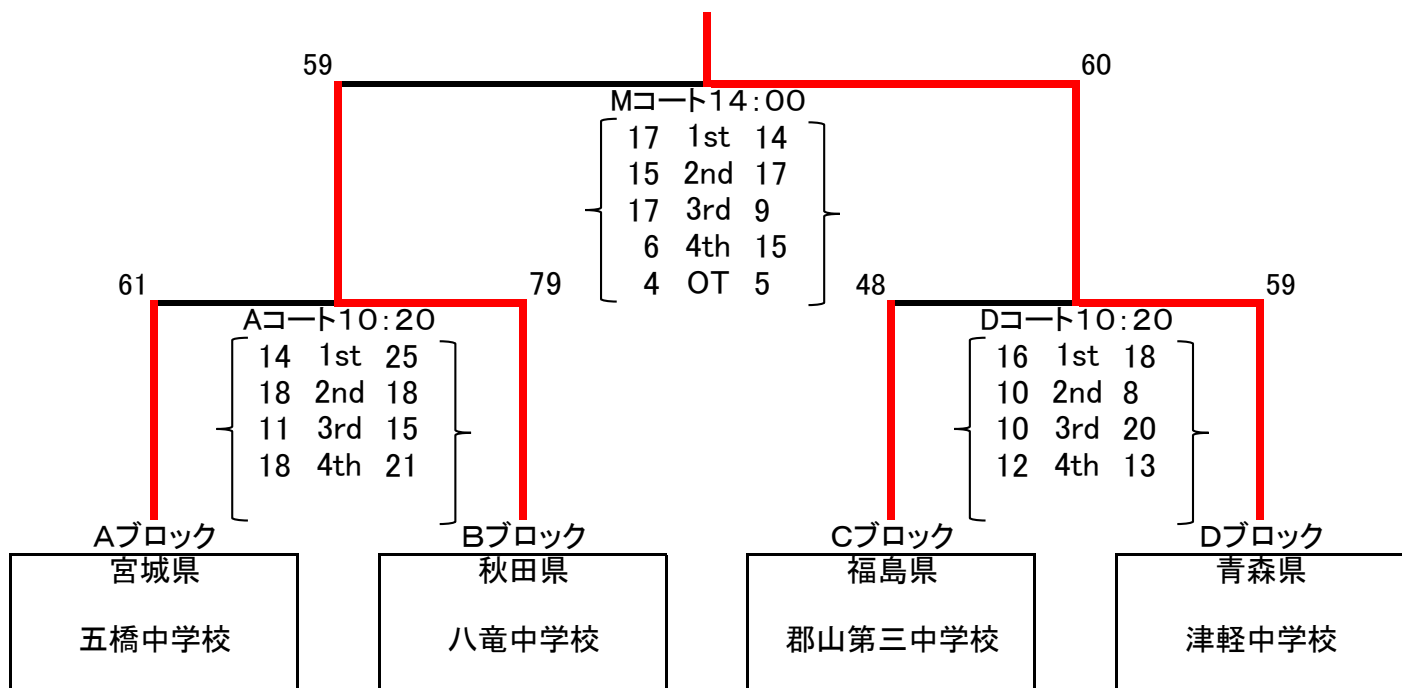 59 60
Mコート14:00
17 1st 14
15 2nd 17
17 3rd 9
6 4th 15
4 OT 5
61 79 48 59
Aコート10:20 Dコート10:20
14 1st 25 16 1st 18
18 2nd 18 10 2nd 8
11 3rd 15 10 3rd 20
18 4th 21 12 4th 13
Aブロック Bブロック Cブロック Dブロック
宮城県 秋田県 福島県 青森県
五橋中学校 八竜中学校 郡山第三中学校 津軽中学校